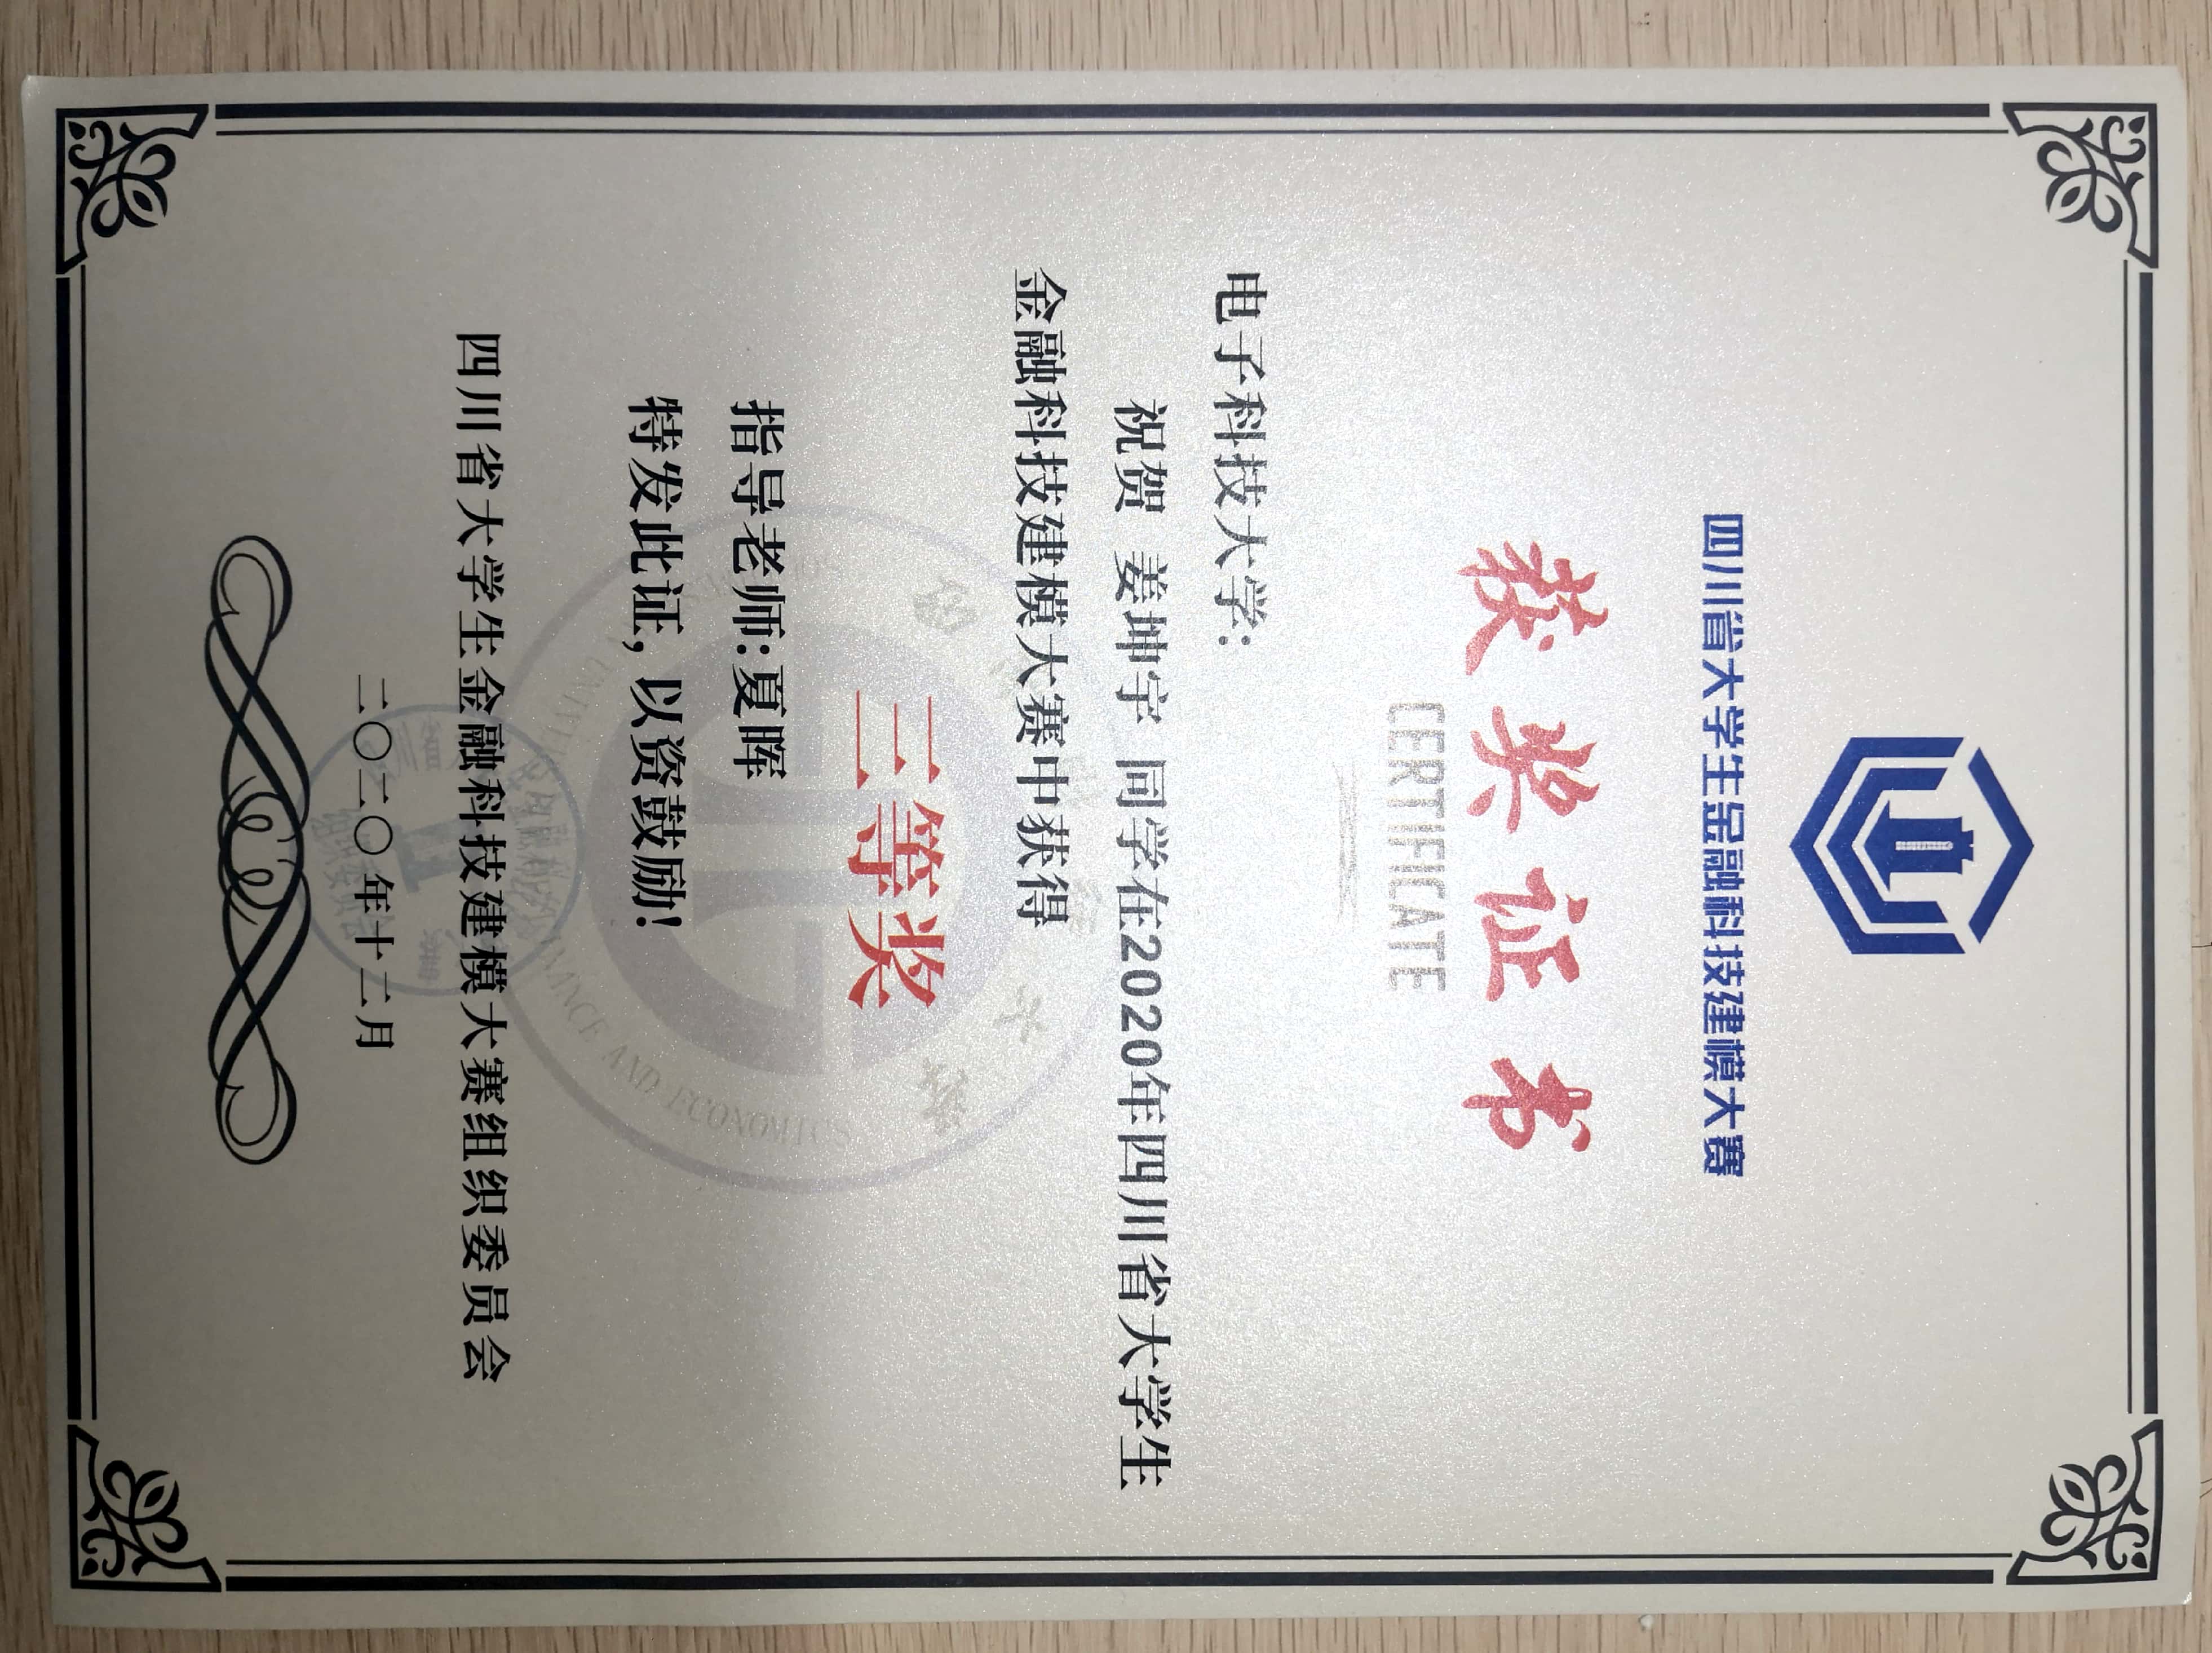 四川省大学生金融科技建模大赛
获奖证书
CERTIFICATE
电子科技大学:
祝贺 姜坤宇 同学在2020年四川省大学生
金融科技建模大赛中获得
三等奖
指导老师:夏晖
特发此证,以资鼓励!
四川省大学生金融科技建模大赛组织委员会
二〇二〇年十二月
FINANCE AND ECONOMICS